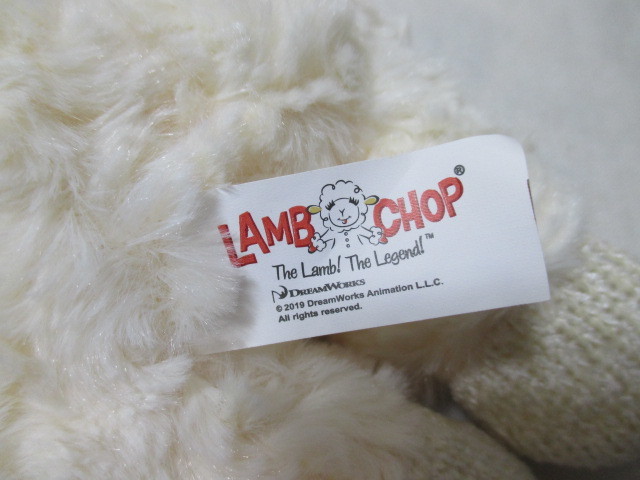 LAMB CHOP®
The Lamb! The Legend!™
DREAMWORKS
© 2019 DreamWorks Animation L.L.C.
All rights reserved.